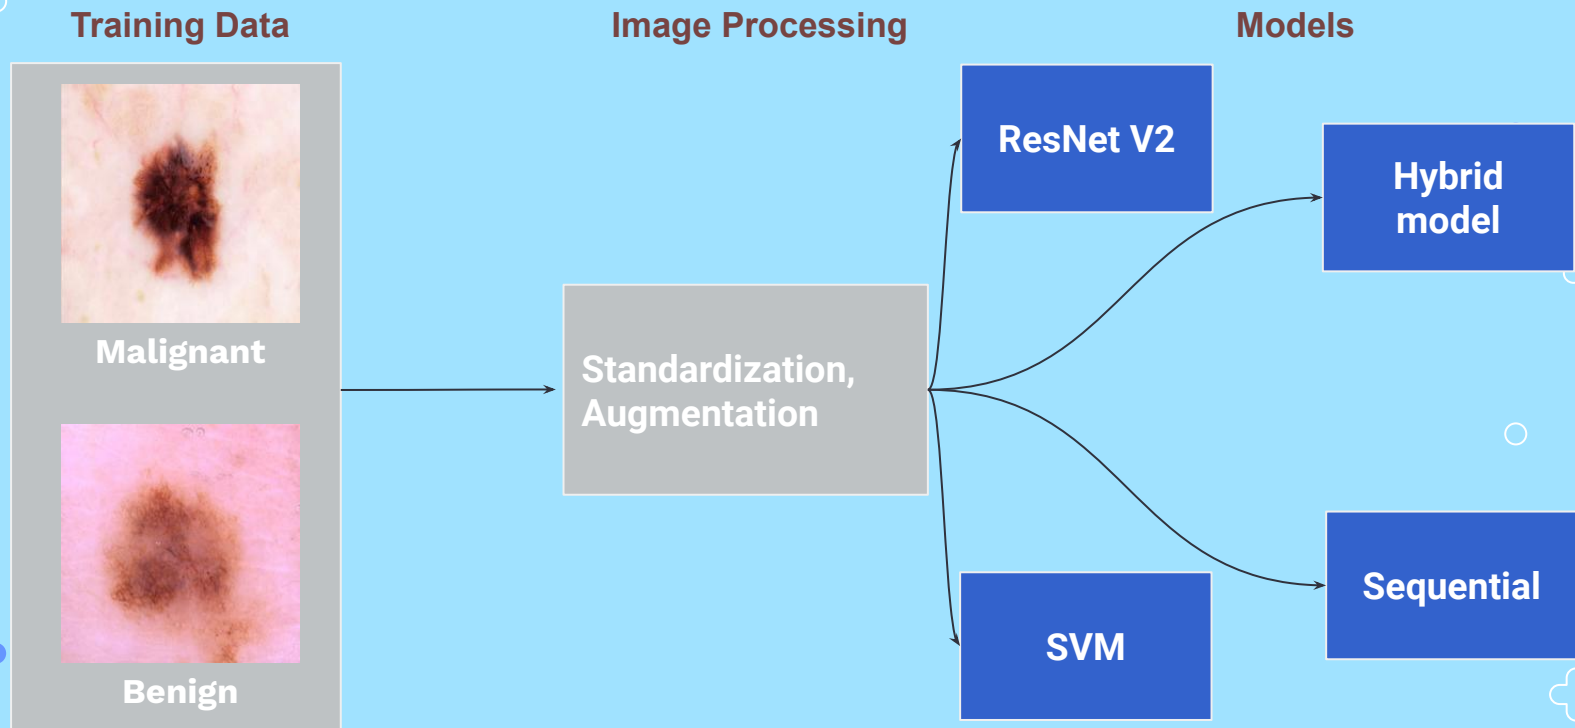 Training Data
Image Processing
Models
Malignant
Benign
Standardization,
Augmentation
ResNet V2
Hybrid
model
Sequential
SVM